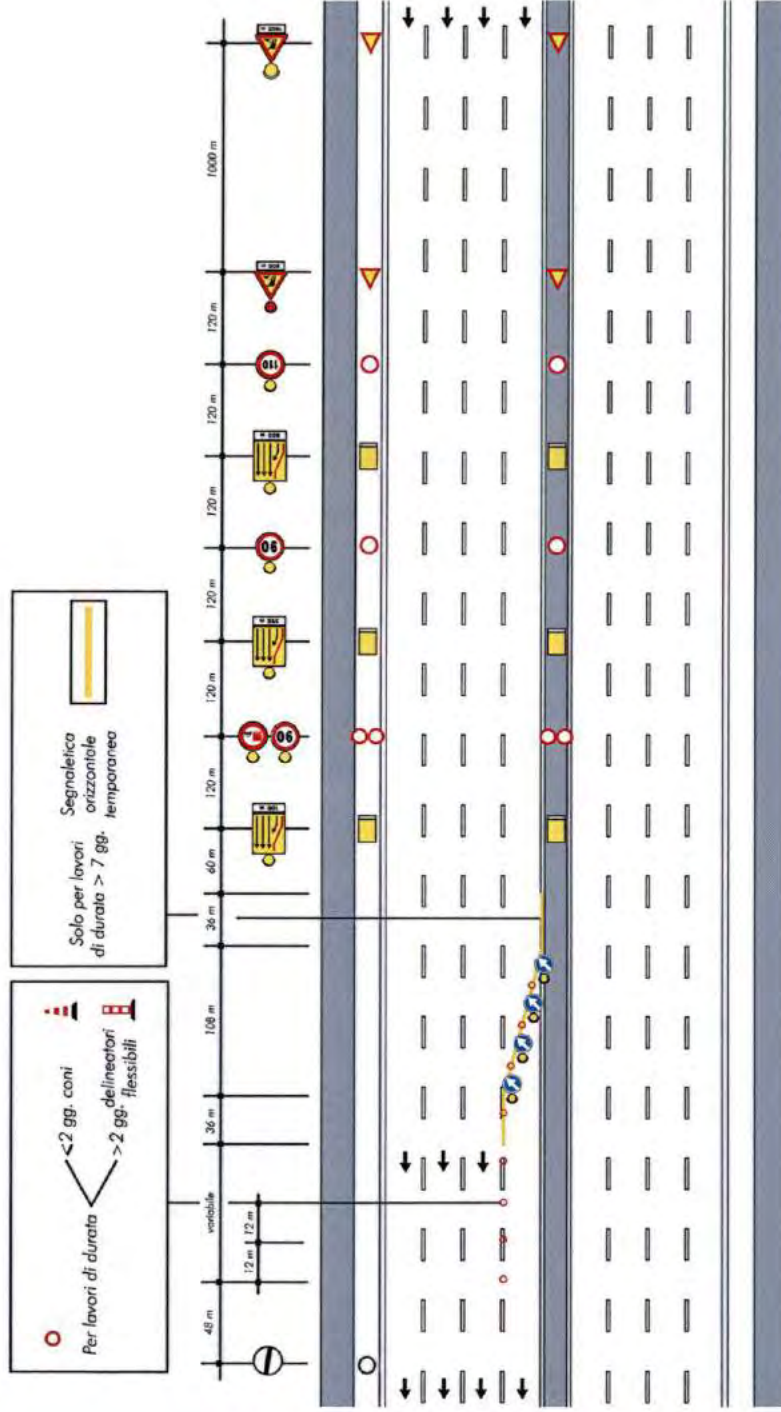 Per lavori di durata
<2 gg. coni
>2 gg. delineatori
flessibili
Solo per lavori
di durata > 7 gg.
Segnaletica
orizzontale
temporanea
48 m
variabile
36 m
108 m
36 m
60 m
120 m
120 m
120 m
120 m
120 m
120 m
1000 m
12 m
12 m
90
90
110